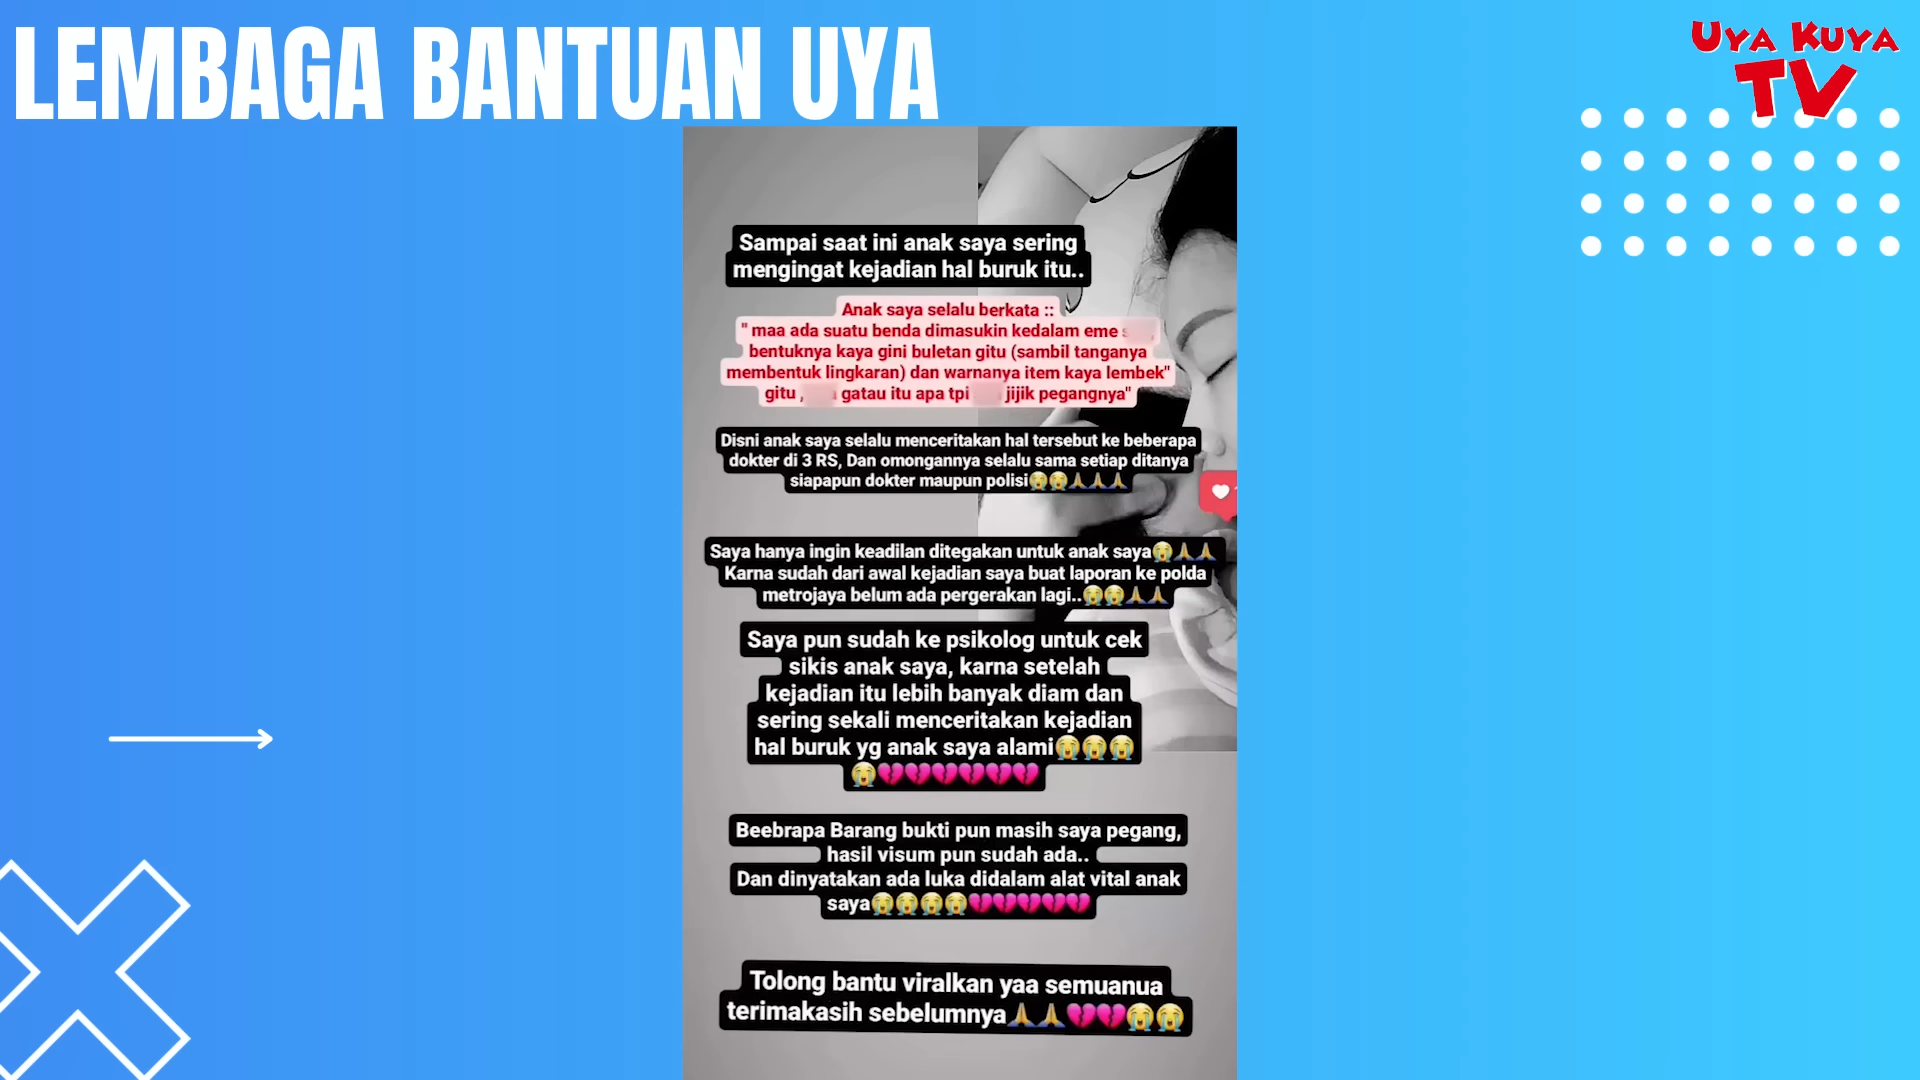 LEMBAGA BANTUAN UYA
UYA KUYA
TV
Sampai saat ini anak saya sering
mengingat kejadian hal buruk itu..
Anak saya selalu berkata ::
" maa ada suatu benda dimasukin kedalam eme
bentuknya kaya gini buletan gitu (sambil tanganya
membentuk lingkaran) dan warnanya item kaya lembek"
gitu , gatau itu apa tpi jijik pegangnya"
Disni anak saya selalu menceritakan hal tersebut ke beberapa
dokter di 3 RS, Dan omongannya selalu sama setiap ditanya
siapapun dokter maupun polisi😭😭🙏🙏🙏
Saya hanya ingin keadilan ditegakan untuk anak saya😭🙏🙏
Karna sudah dari awal kejadian saya buat laporan ke polda
metrojaya belum ada pergerakan lagi..😭😭🙏🙏
Saya pun sudah ke psikolog untuk cek
sikis anak saya, karna setelah
kejadian itu lebih banyak diam dan
sering sekali menceritakan kejadian
hal buruk yg anak saya alami😭😭😭
😭💔💔💔💔💔💔
Beebrapa Barang bukti pun masih saya pegang,
hasil visum pun sudah ada..
Dan dinyatakan ada luka didalam alat vital anak
saya😭😭😭😭💔💔💔💔💔
Tolong bantu viralkan yaa semuanua
terimakasih sebelumnya🙏🙏💔💔😭😭